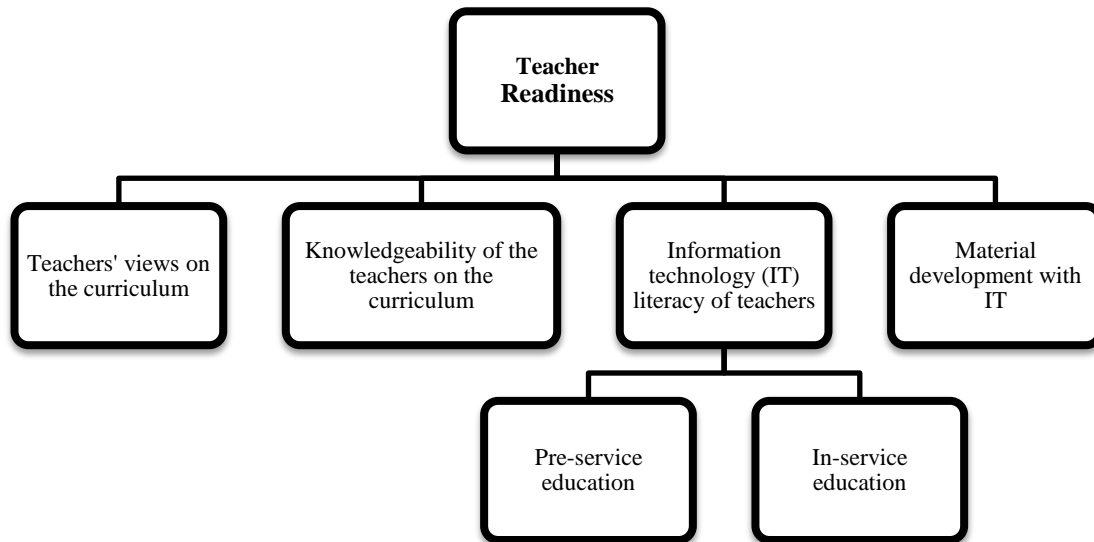 Teacher
Readiness
Teachers' views on
the curriculum
Knowledgeability of the
teachers on the
curriculum
Information
technology (IT)
literacy of teachers
Material
development with
IT
Pre-service
education
In-service
education